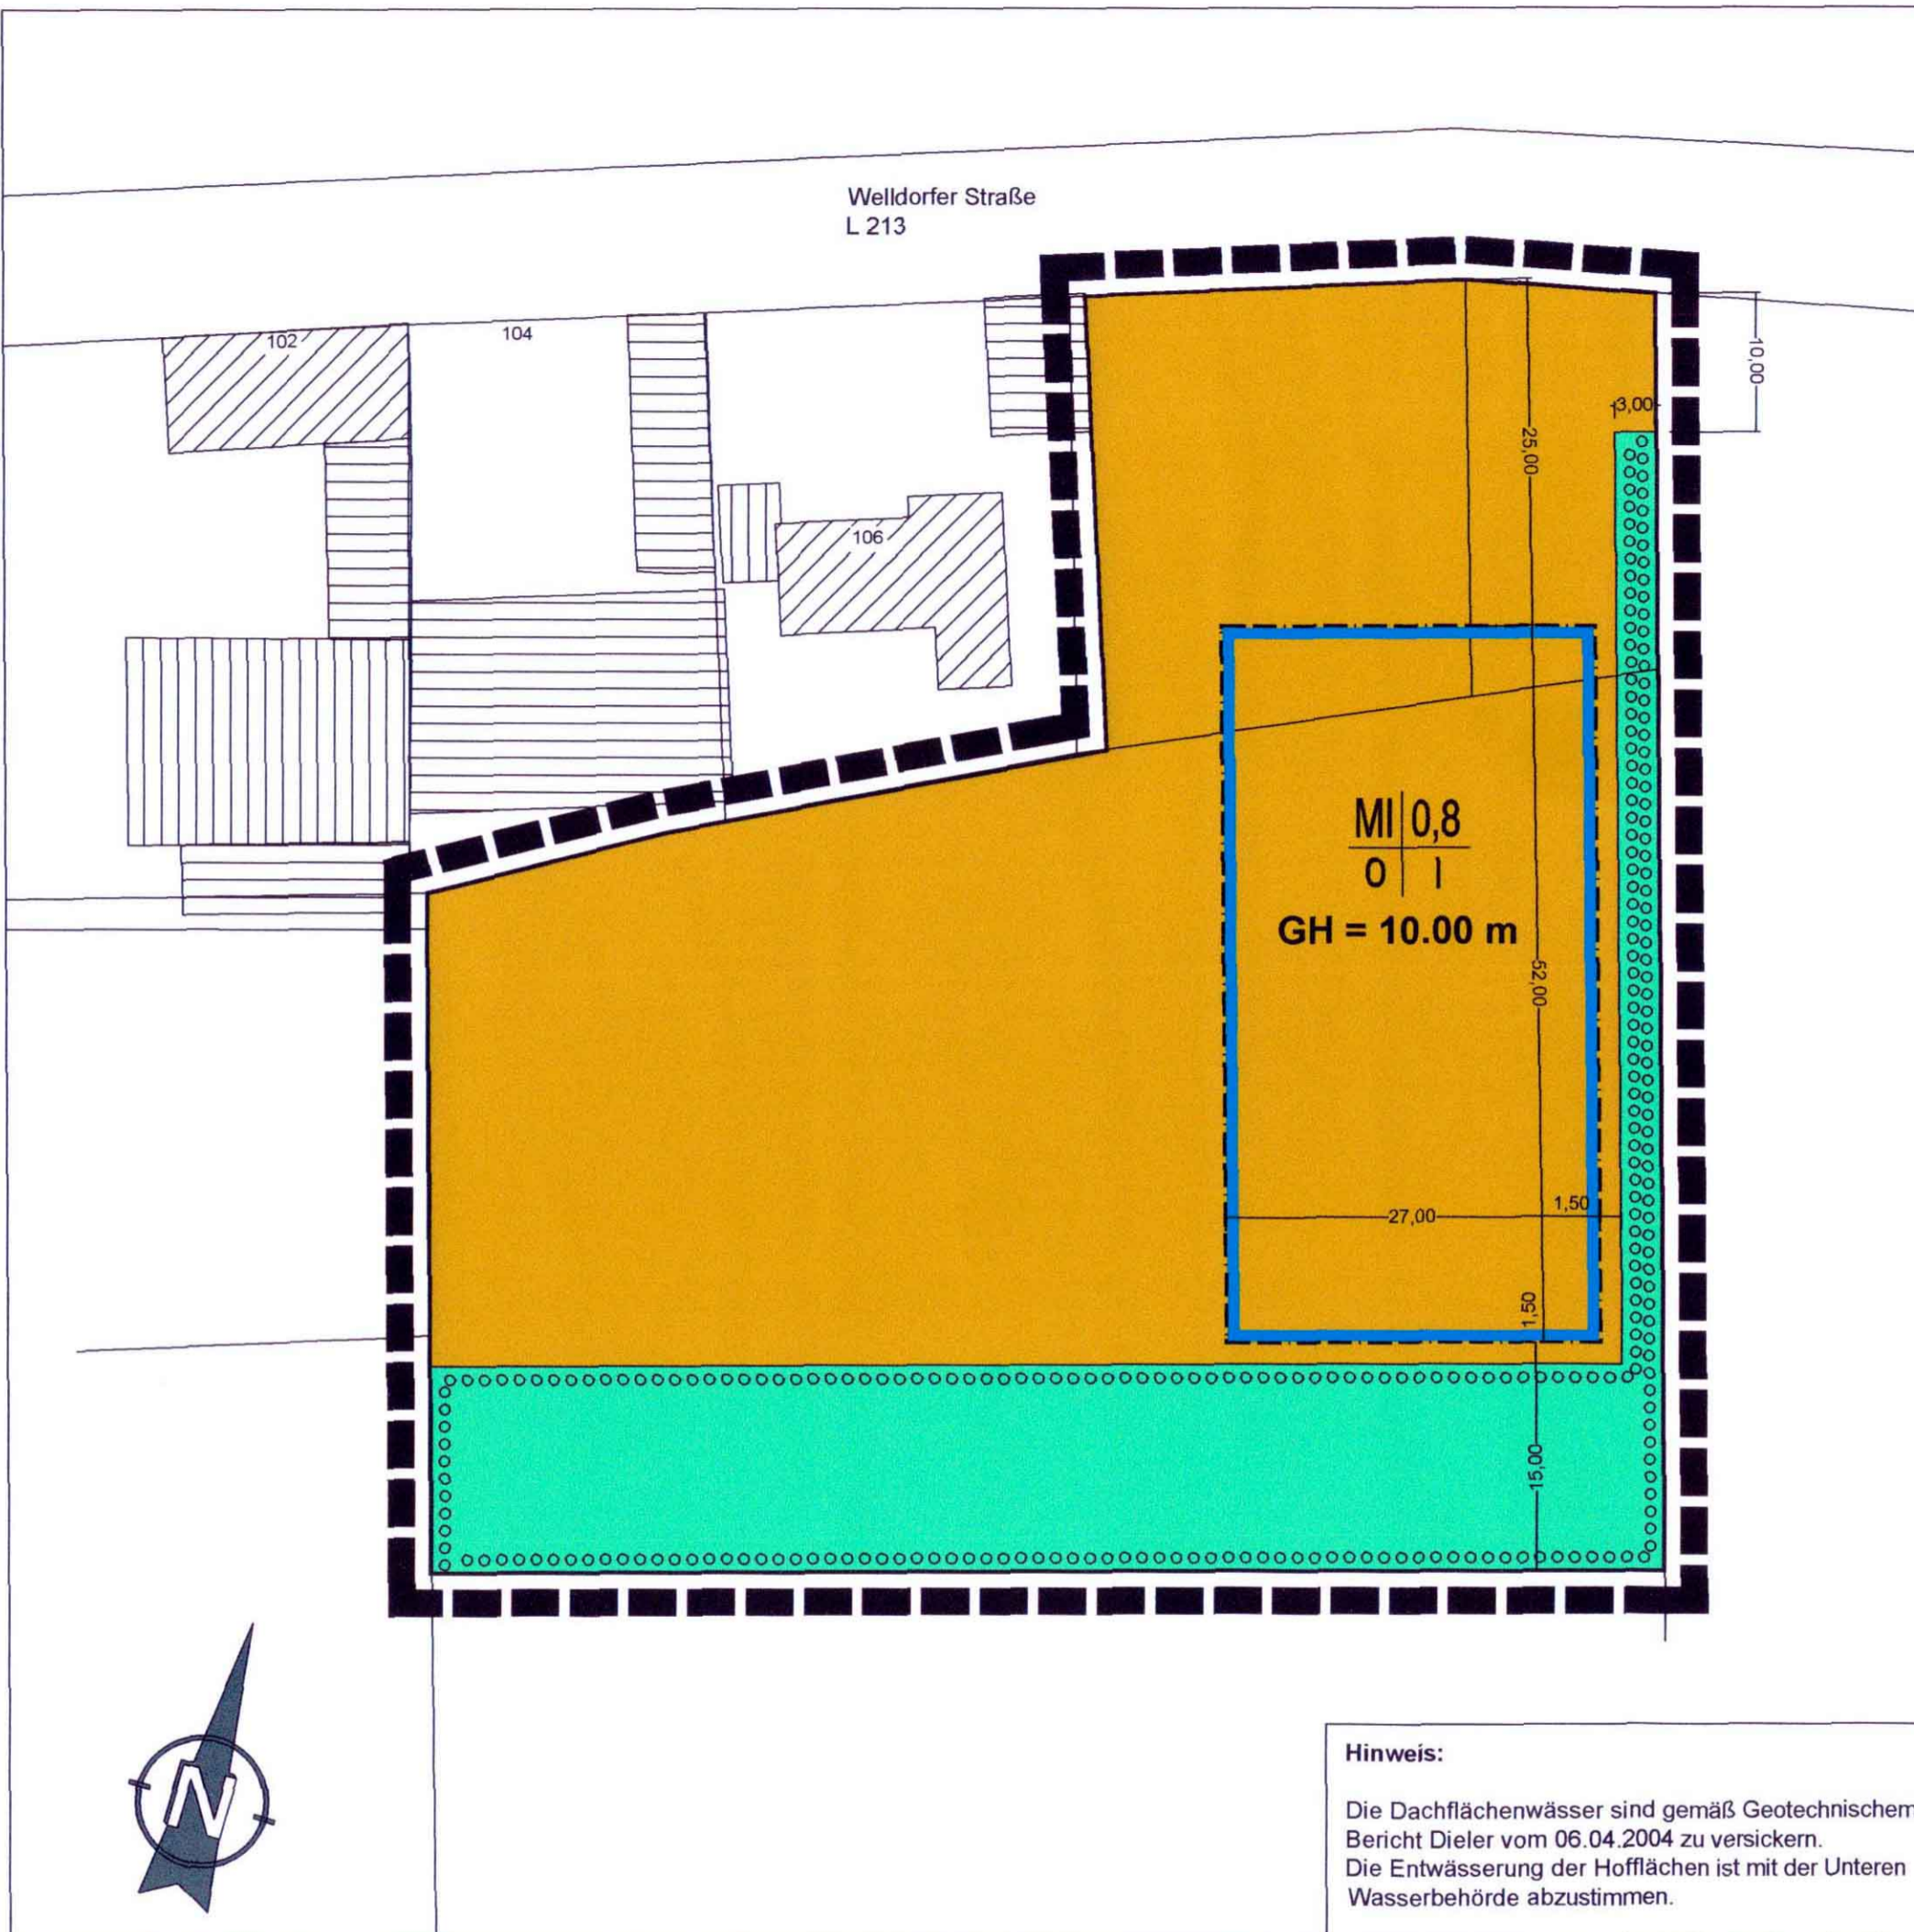 Welldorfer Straße
L 213
102
104
106
10,00
3,00
25,00
MI 0,8
O I
GH = 10.00 m
52,00
1,50
27,00
1,50
15,00
N
Hinweis:
Die Dachflächenwässer sind gemäß Geotechnischem
Bericht Dieler vom 06.04.2004 zu versickern.
Die Entwässerung der Hofflächen ist mit der Unteren
Wasserbehörde abzustimmen.